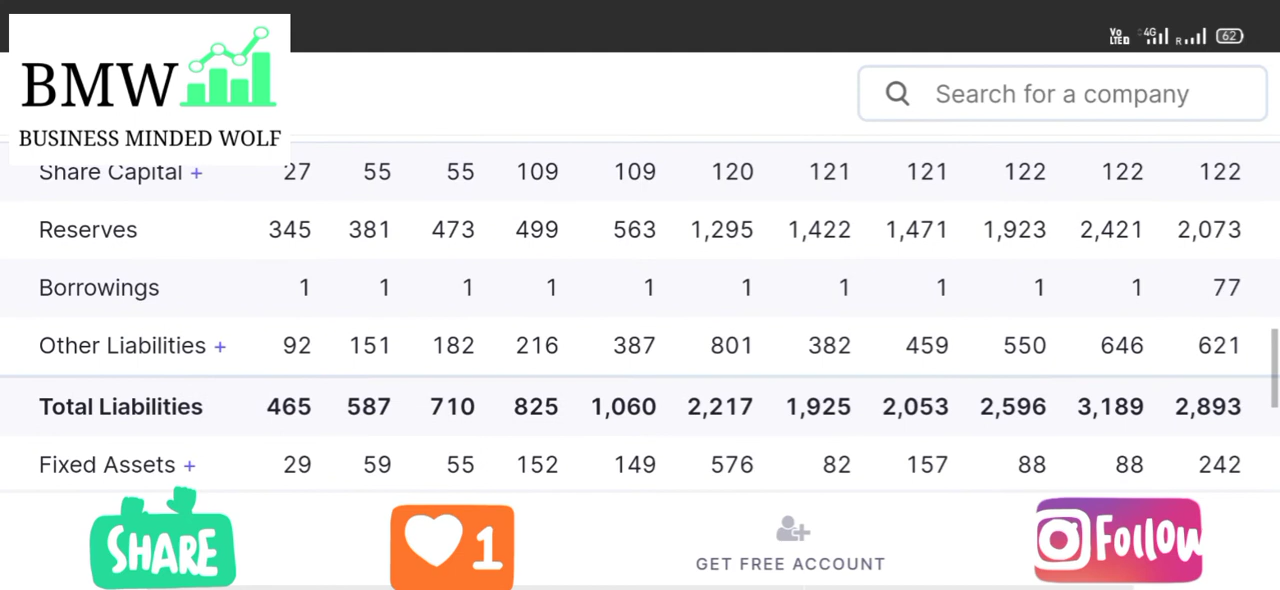 Vo LTED 4G R 62
BMW
BUSINESS MINDED WOLF
Search for a company
Share Capital + 27 55 55 109 109 120 121 121 122 122 122
Reserves 345 381 473 499 563 1,295 1,422 1,471 1,923 2,421 2,073
Borrowings 1 1 1 1 1 1 1 1 1 1 77
Other Liabilities + 92 151 182 216 387 801 382 459 550 646 621
Total Liabilities 465 587 710 825 1,060 2,217 1,925 2,053 2,596 3,189 2,893
Fixed Assets + 29 59 55 152 149 576 82 157 88 88 242
SHARE
1
GET FREE ACCOUNT
Follow